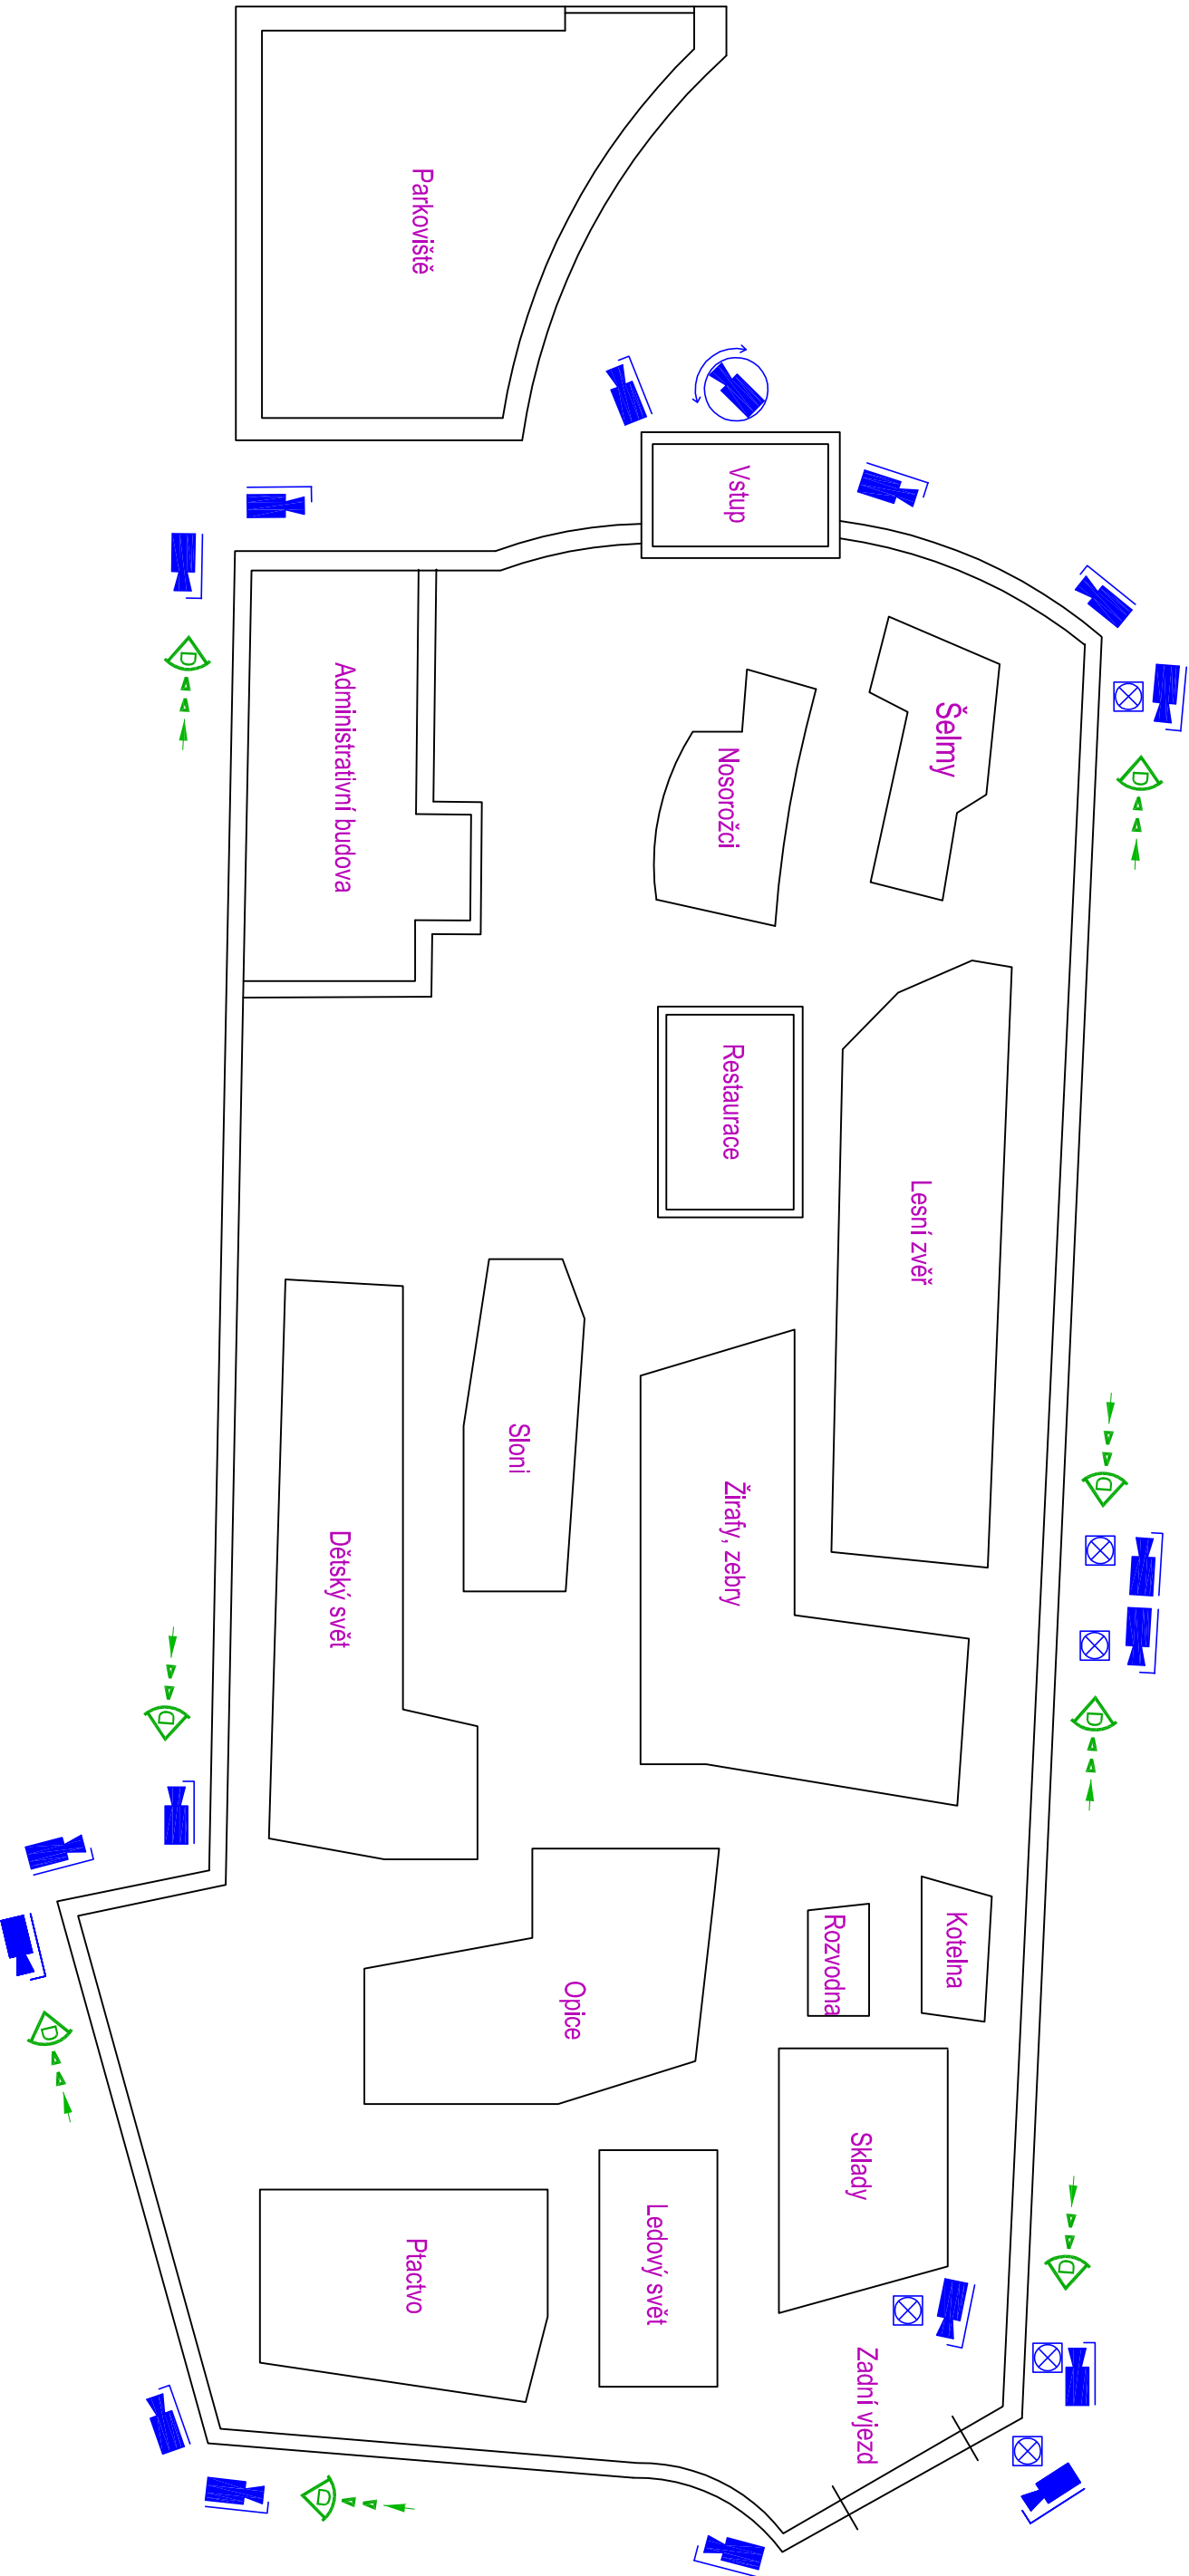 Parkoviště
Vstup
Administrativní budova
Nosorožci
Šelmy
Restaurace
Lesní zvěř
Sloni
Žirafy, zebry
Dětský svět
Opice
Rozvodna
Kotelna
Sklady
Ledový svět
Ptactvo
Zadní vjezd
D
D
D
D
D
D
D
D